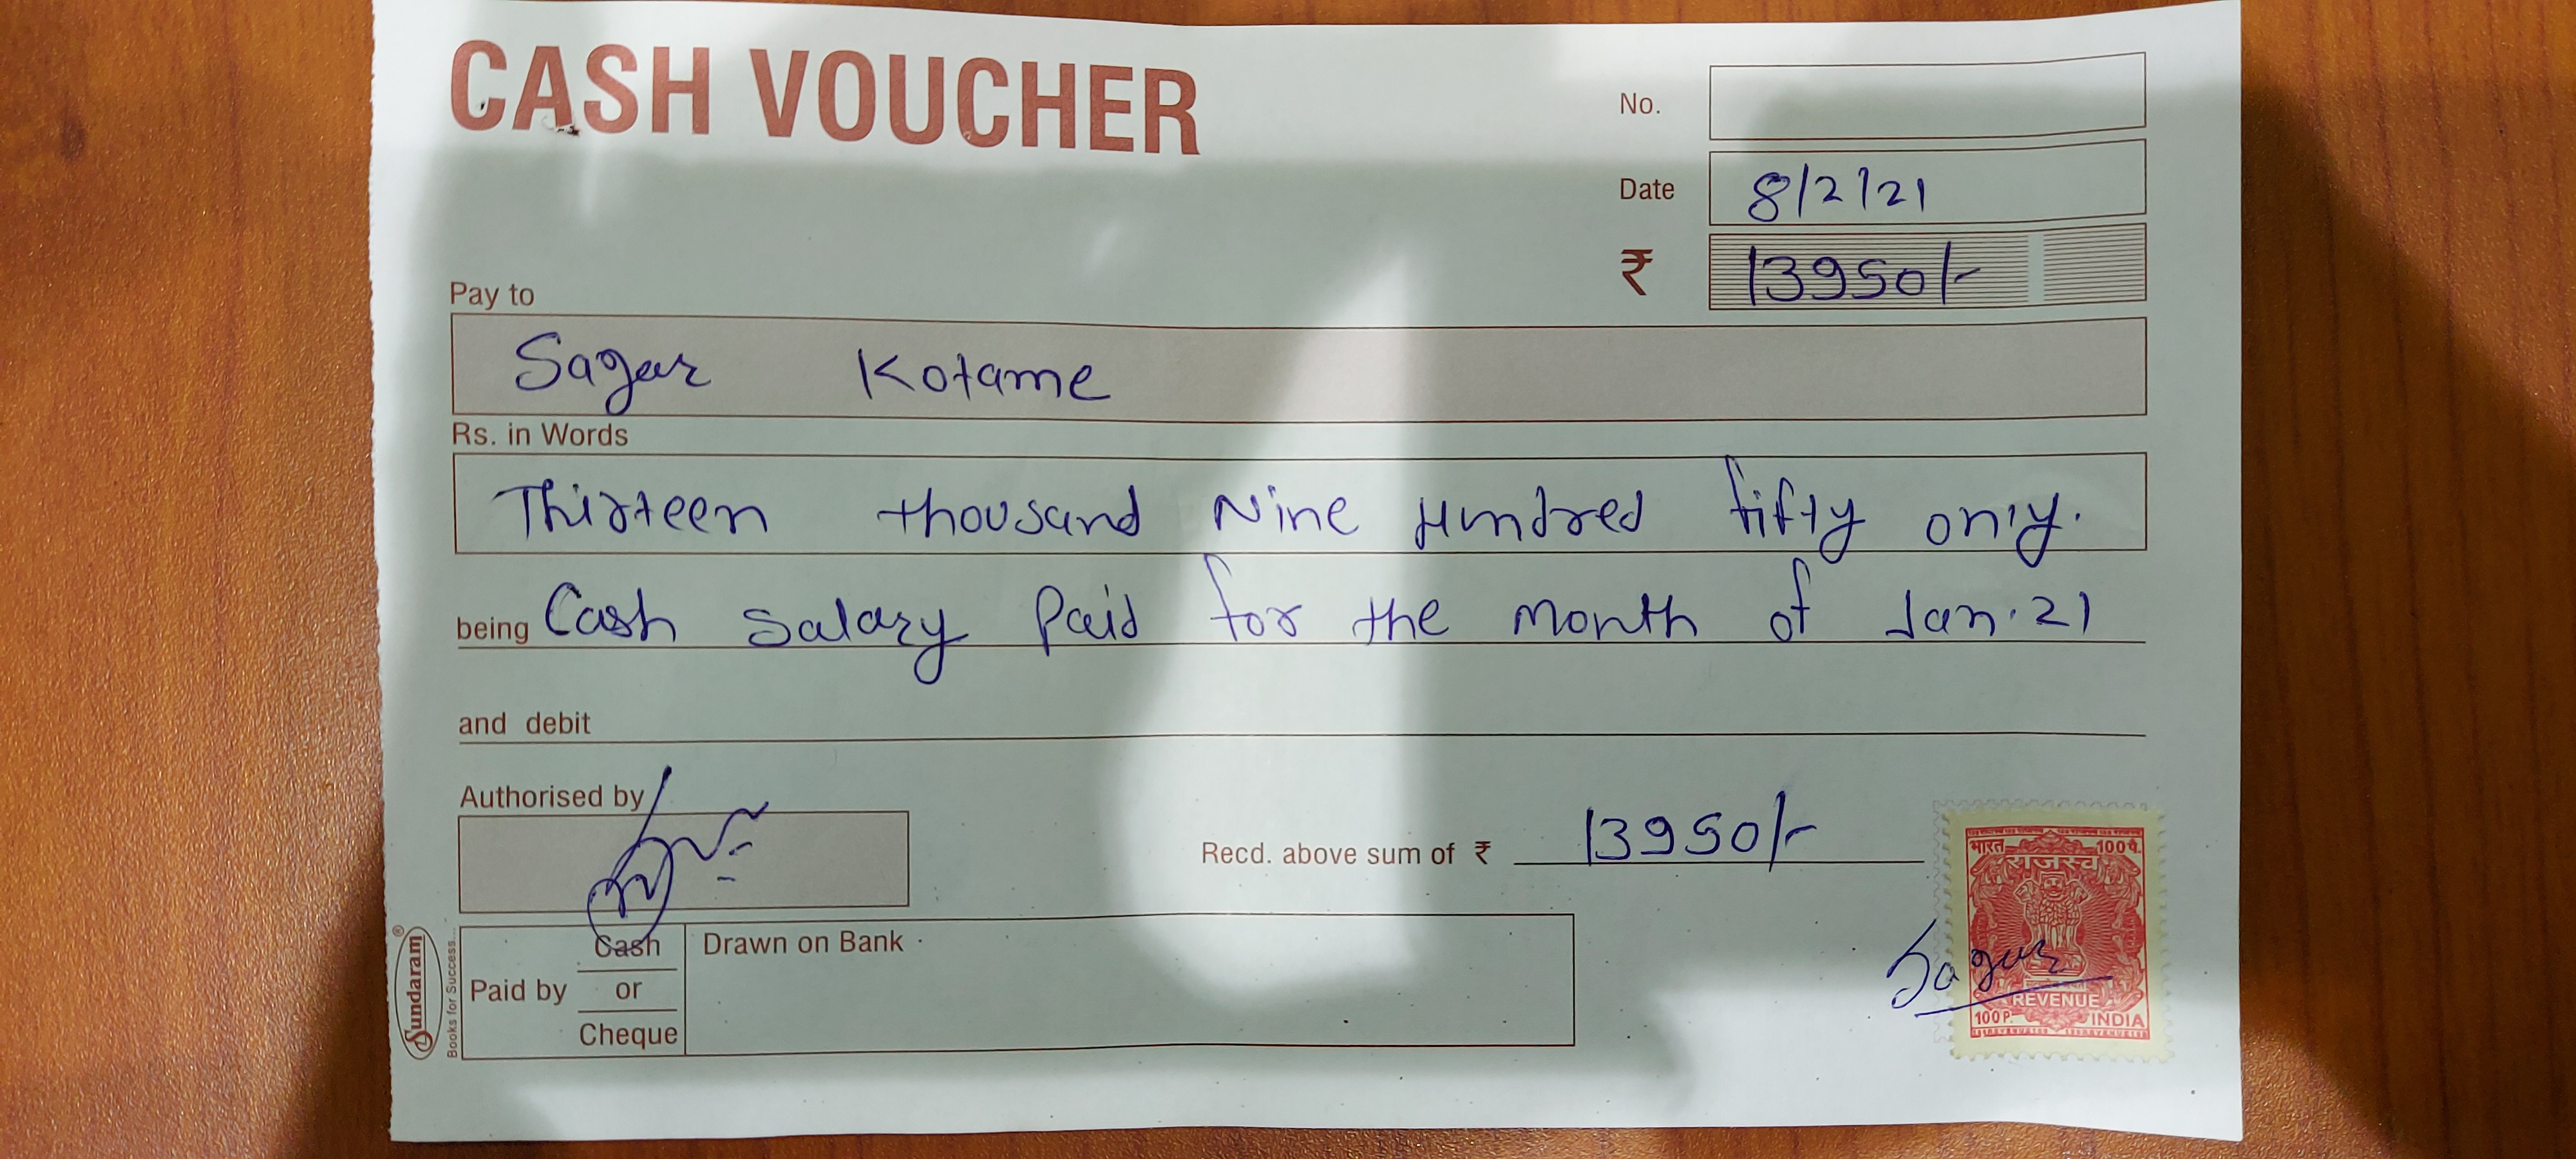 CASH VOUCHER
No.
Date 8/2/21
Pay to
₹ 13950/-
Sagar Kotame
Rs. in Words
Thirteen thousand Nine Hundred fifty only.
being Cash Salary Paid for the month of Jan.21
and debit
Authorised by
Recd. above sum of ₹ 13950/-
Sundaram®
Books for Success...
Paid by Cash or Cheque
Drawn on Bank
Sagar
भारत राजस्व
100प.
100P.
REVENUE
INDIA